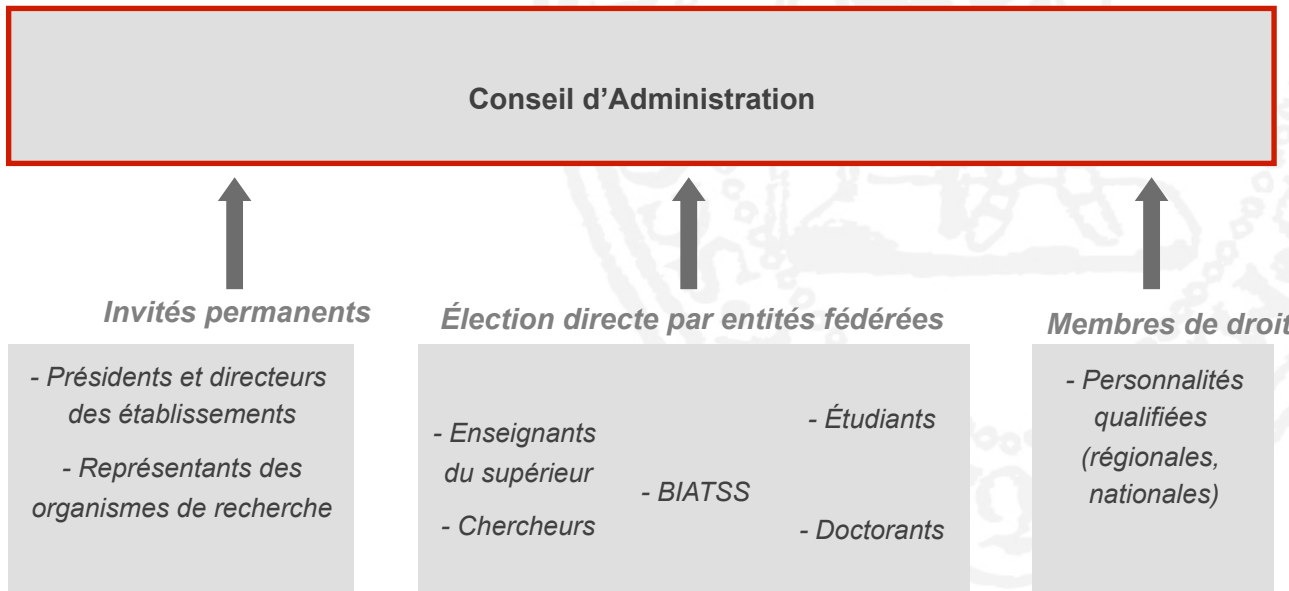 Conseil d’Administration
Invités permanents
- Présidents et directeurs
des établissements
- Représentants des
organismes de recherche
Élection directe par entités fédérées
- Enseignants
du supérieur
- Chercheurs
- BIATSS
- Étudiants
- Doctorants
Membres de droit
- Personnalités
qualifiées
(régionales,
nationales)